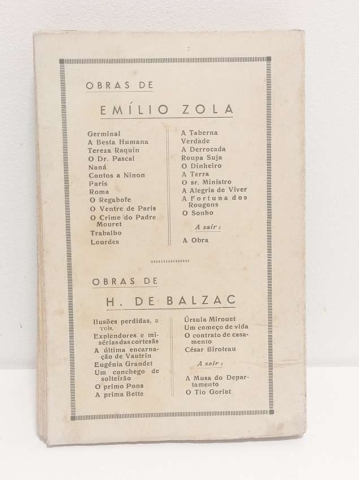 OBRAS DE
EMÍLIO ZOLA
Germinal
A Besta Humana
Tereza Raquin
O Dr. Pascal
Naná
Contos a Ninon
Paris
Roma
O Regabofe
O Ventre de Paris
O Crime do Padre
Mouret
Trabalho
Lourdes
A Taberna
Verdade
A Derrocada
Roupa Suja
O Dinheiro
A Terra
O sr. Ministro
A Alegria de Viver
A Fortuna dos
Rougons
O Sonho
A sair:
A Obra
OBRAS DE
H. DE BALZAC
Ilusões perdidas, 2
vols.
Explendores e mi-
sérias das cortesãs
A última encarna-
ção de Vautrin
Eugénia Grandet
Um conchego de
solteirão
O primo Pons
A prima Bette
Úrsula Mirouet
Um começo de vida
O contrato de casa-
mento
César Biroteau
A sair:
A Musa do Depar-
tamento
O Tio Goriot